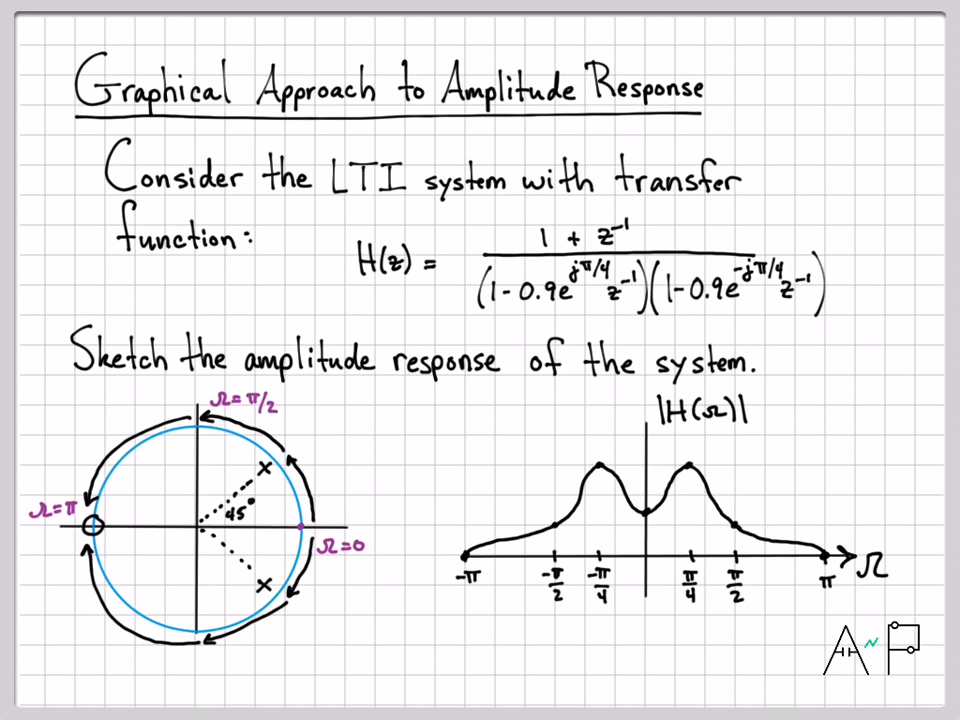 Graphical Approach to Amplitude Response
Consider the LTI system with transfer
function:
H(z) = (1 + z⁻¹) / ((1 - 0.9e^{jπ/4} z⁻¹)(1 - 0.9e^{-jπ/4} z⁻¹))
Sketch the amplitude response of the system.
Ω = π/2
|H(Ω)|
45°
Ω = π
Ω = 0
-π -π/2 -π/4 π/4 π/2 π Ω
A P